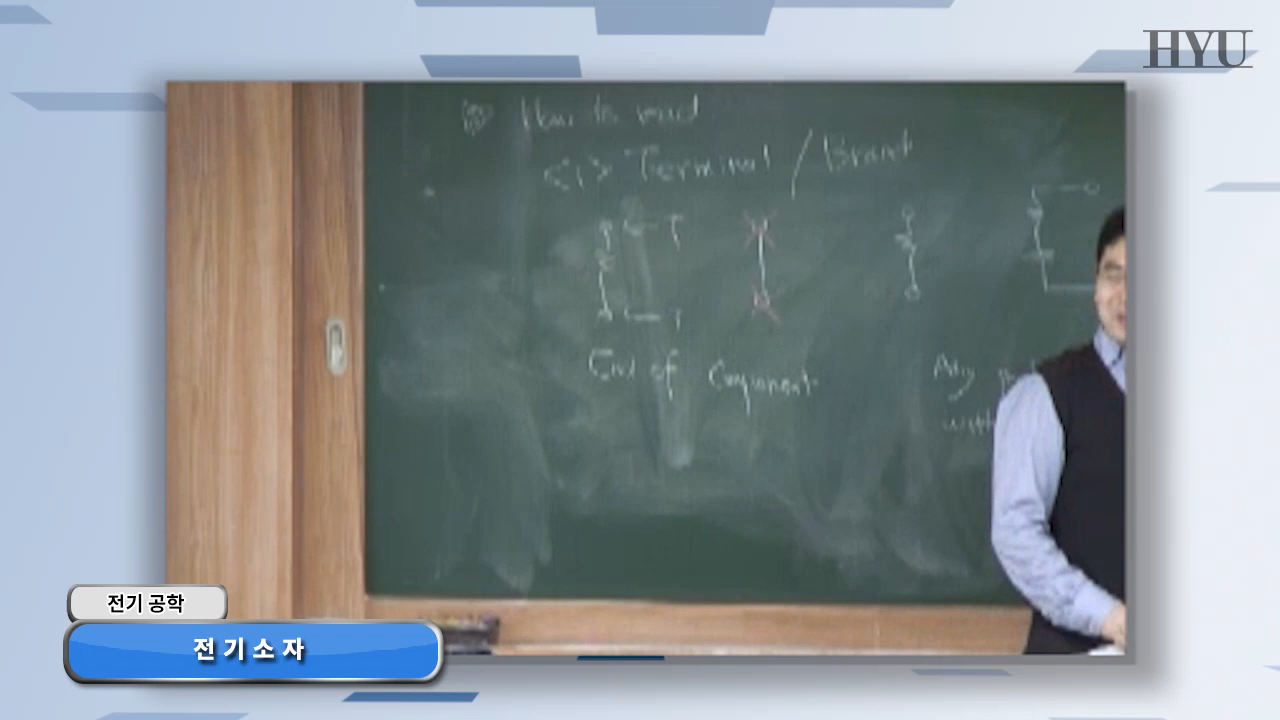 HYU
How to read
<1> Terminal / Branch
T
T
End of Component
Any
with
전기 공학
전기소자